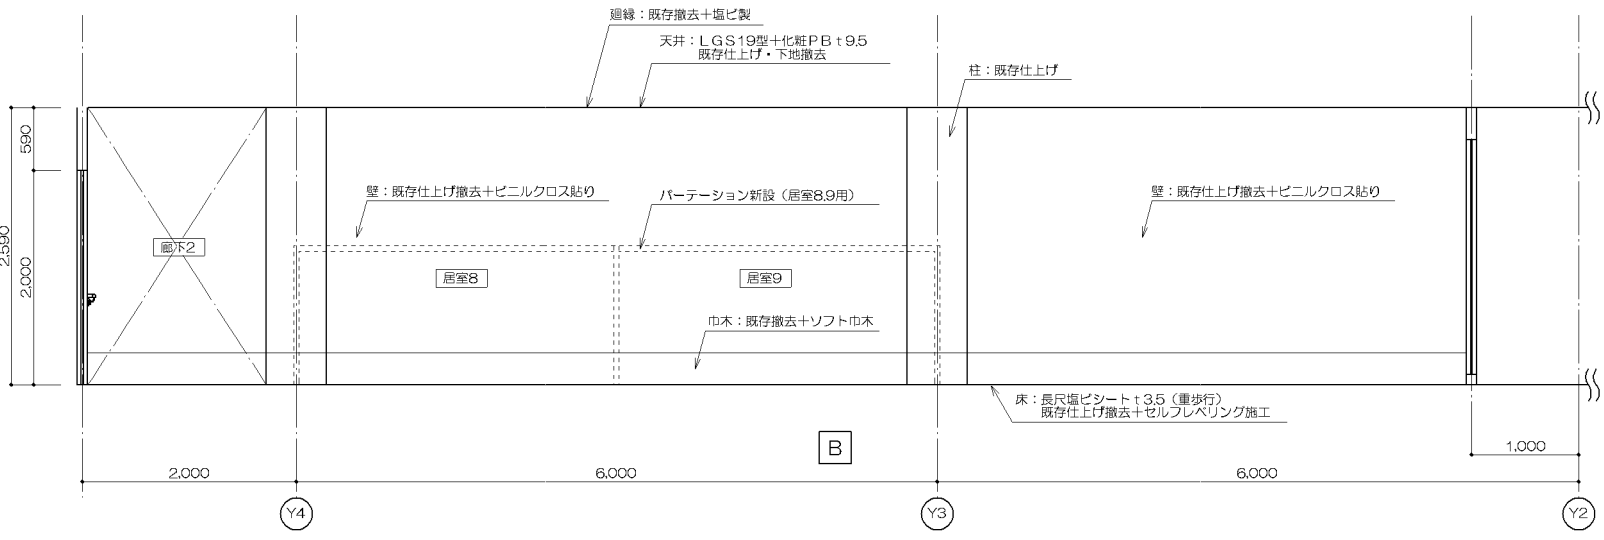 廻縁：既存撤去＋塩ビ製
天井：ＬＧＳ19型＋化粧ＰＢｔ9.5
既存仕上げ・下地撤去
柱：既存仕上げ
590
2,590
2,000
壁：既存仕上げ撤去＋ビニルクロス貼り
パーテーション新設（居室8.9用）
壁：既存仕上げ撤去＋ビニルクロス貼り
廊下2
居室8
居室9
巾木：既存撤去＋ソフト巾木
床：長尺塩ビシートｔ3.5（重歩行）
既存仕上げ撤去＋セルフレベリング施工
B
1,000
2,000
6,000
6,000
Y4
Y3
Y2